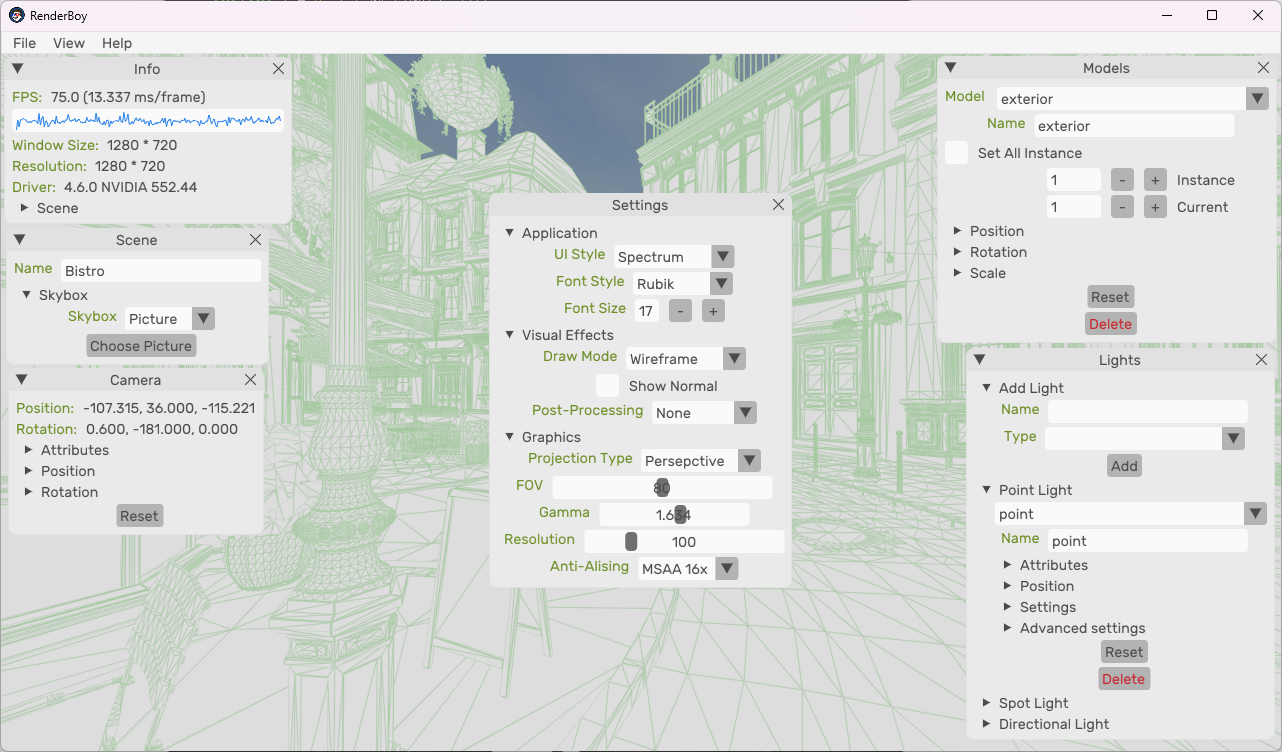 RenderBoy
File View Help
Info
FPS: 75.0 (13.337 ms/frame)
Window Size: 1280 * 720
Resolution: 1280 * 720
Driver: 4.6.0 NVIDIA 552.44
Scene
Scene
Name Bistro
Skybox
Skybox Picture
Choose Picture
Camera
Position: -107.315, 36.000, -115.221
Rotation: 0.600, -181.000, 0.000
Attributes
Position
Rotation
Reset
Settings
Application
UI Style Spectrum
Font Style Rubik
Font Size 17 - +
Visual Effects
Draw Mode Wireframe
Show Normal
Post-Processing None
Graphics
Projection Type Persepctive
FOV 80
Gamma 1.634
Resolution 100
Anti-Alising MSAA 16x
Models
Model exterior
Name exterior
Set All Instance
1 - + Instance
1 - + Current
Position
Rotation
Scale
Reset
Delete
Lights
Add Light
Name
Type
Add
Point Light
point
Name point
Attributes
Position
Settings
Advanced settings
Reset
Delete
Spot Light
Directional Light